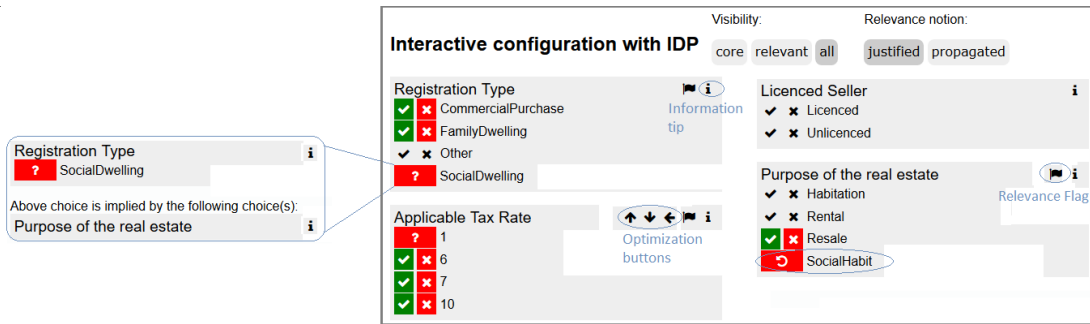 Registration Type
? SocialDwelling
Above choice is implied by the following choice(s):
Purpose of the real estate
Interactive configuration with IDP
Visibility:
core relevant all
Relevance notion:
justified propagated
Registration Type
CommercialPurchase
FamilyDwelling
Other
? SocialDwelling
Information
tip
Applicable Tax Rate
? 1
6
7
10
Optimization
buttons
Licenced Seller
Licenced
Unlicenced
Purpose of the real estate
Habitation
Rental
Resale
SocialHabit
Relevance Flag